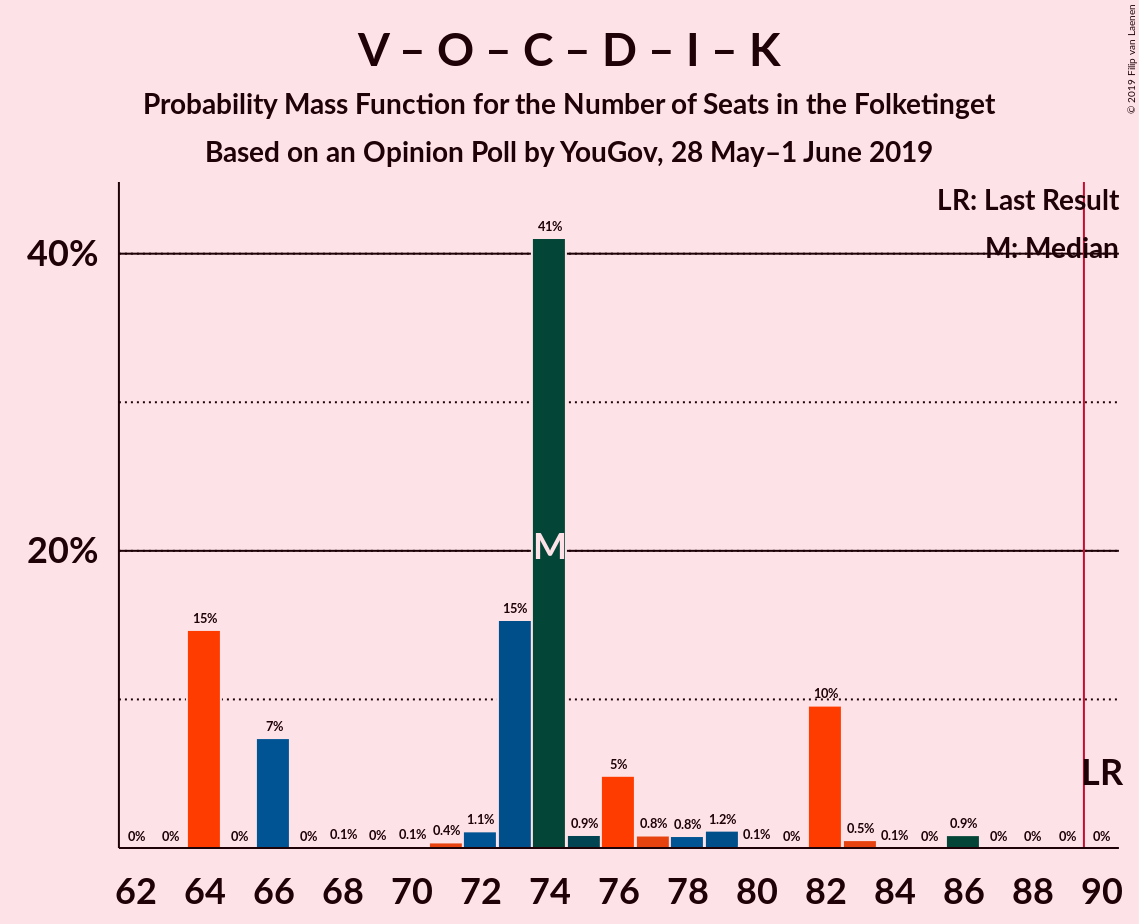 V – O – C – D – I – K
Probability Mass Function for the Number of Seats in the Folketinget
Based on an Opinion Poll by YouGov, 28 May–1 June 2019
© 2019 Filip van Laenen
LR: Last Result
M: Median
40%
20%
0% 0% 15% 0% 7% 0% 0.1% 0% 0.1% 0.4% 1.1% 15% 41% 0.9% 5% 0.8% 0.8% 1.2% 0.1% 0% 10% 0.5% 0.1% 0% 0.9% 0% 0% 0% 0%
M
LR
62 64 66 68 70 72 74 76 78 80 82 84 86 88 90